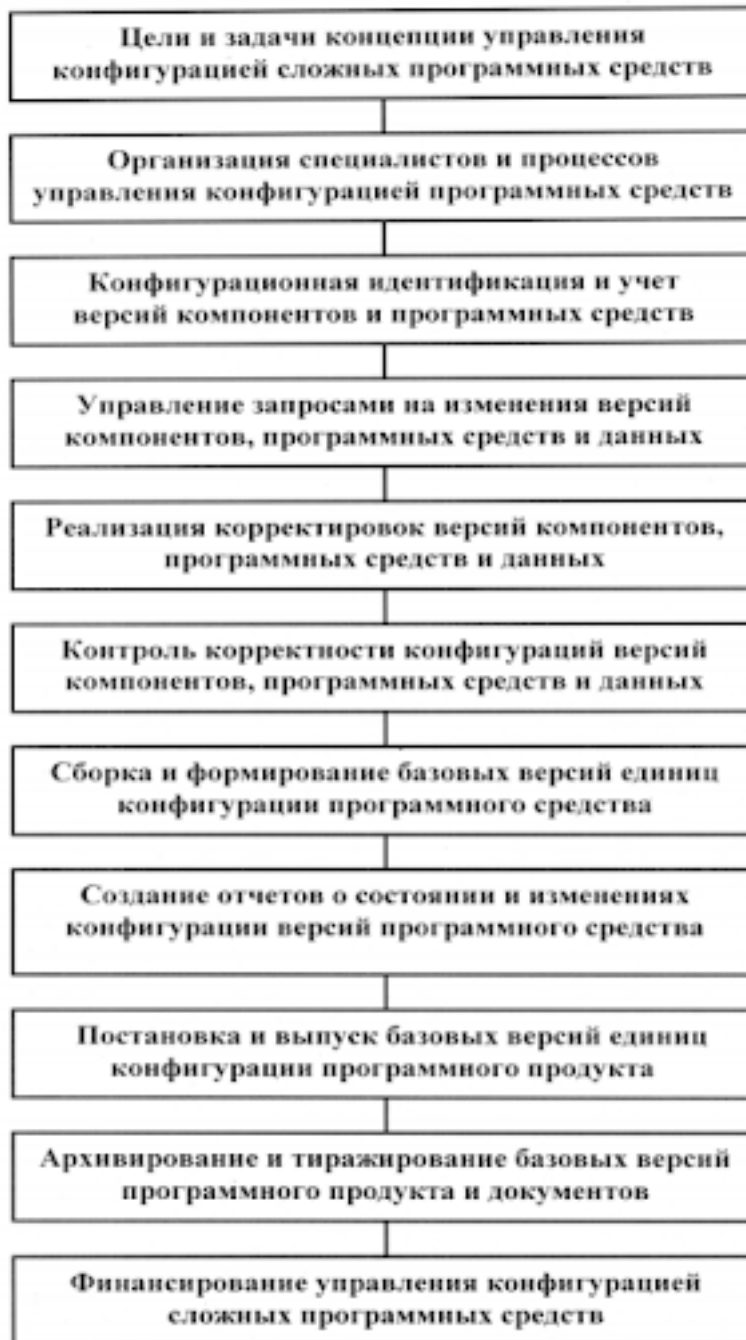 Цели и задачи концепции управления
конфигурацией сложных программных средств
Организация специалистов и процессов
управления конфигурацией программных средств
Конфигурационная идентификация и учет
версий компонентов и программных средств
Управление запросами на изменения версий
компонентов, программных средств и данных
Реализация корректировок версий компонентов,
программных средств и данных
Контроль корректности конфигураций версий
компонентов, программных средств и данных
Сборка и формирование базовых версий единиц
конфигурации программного средства
Создание отчетов о состоянии и изменениях
конфигурации версий программного средства
Постановка и выпуск базовых версий единиц
конфигурации программного продукта
Архивирование и тиражирование базовых версий
программного продукта и документов
Финансирование управления конфигурацией
сложных программных средств